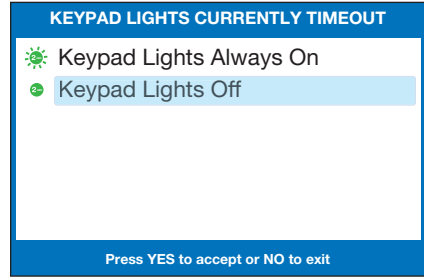 KEYPAD LIGHTS CURRENTLY TIMEOUT
Keypad Lights Always On
Keypad Lights Off
Press YES to accept or NO to exit